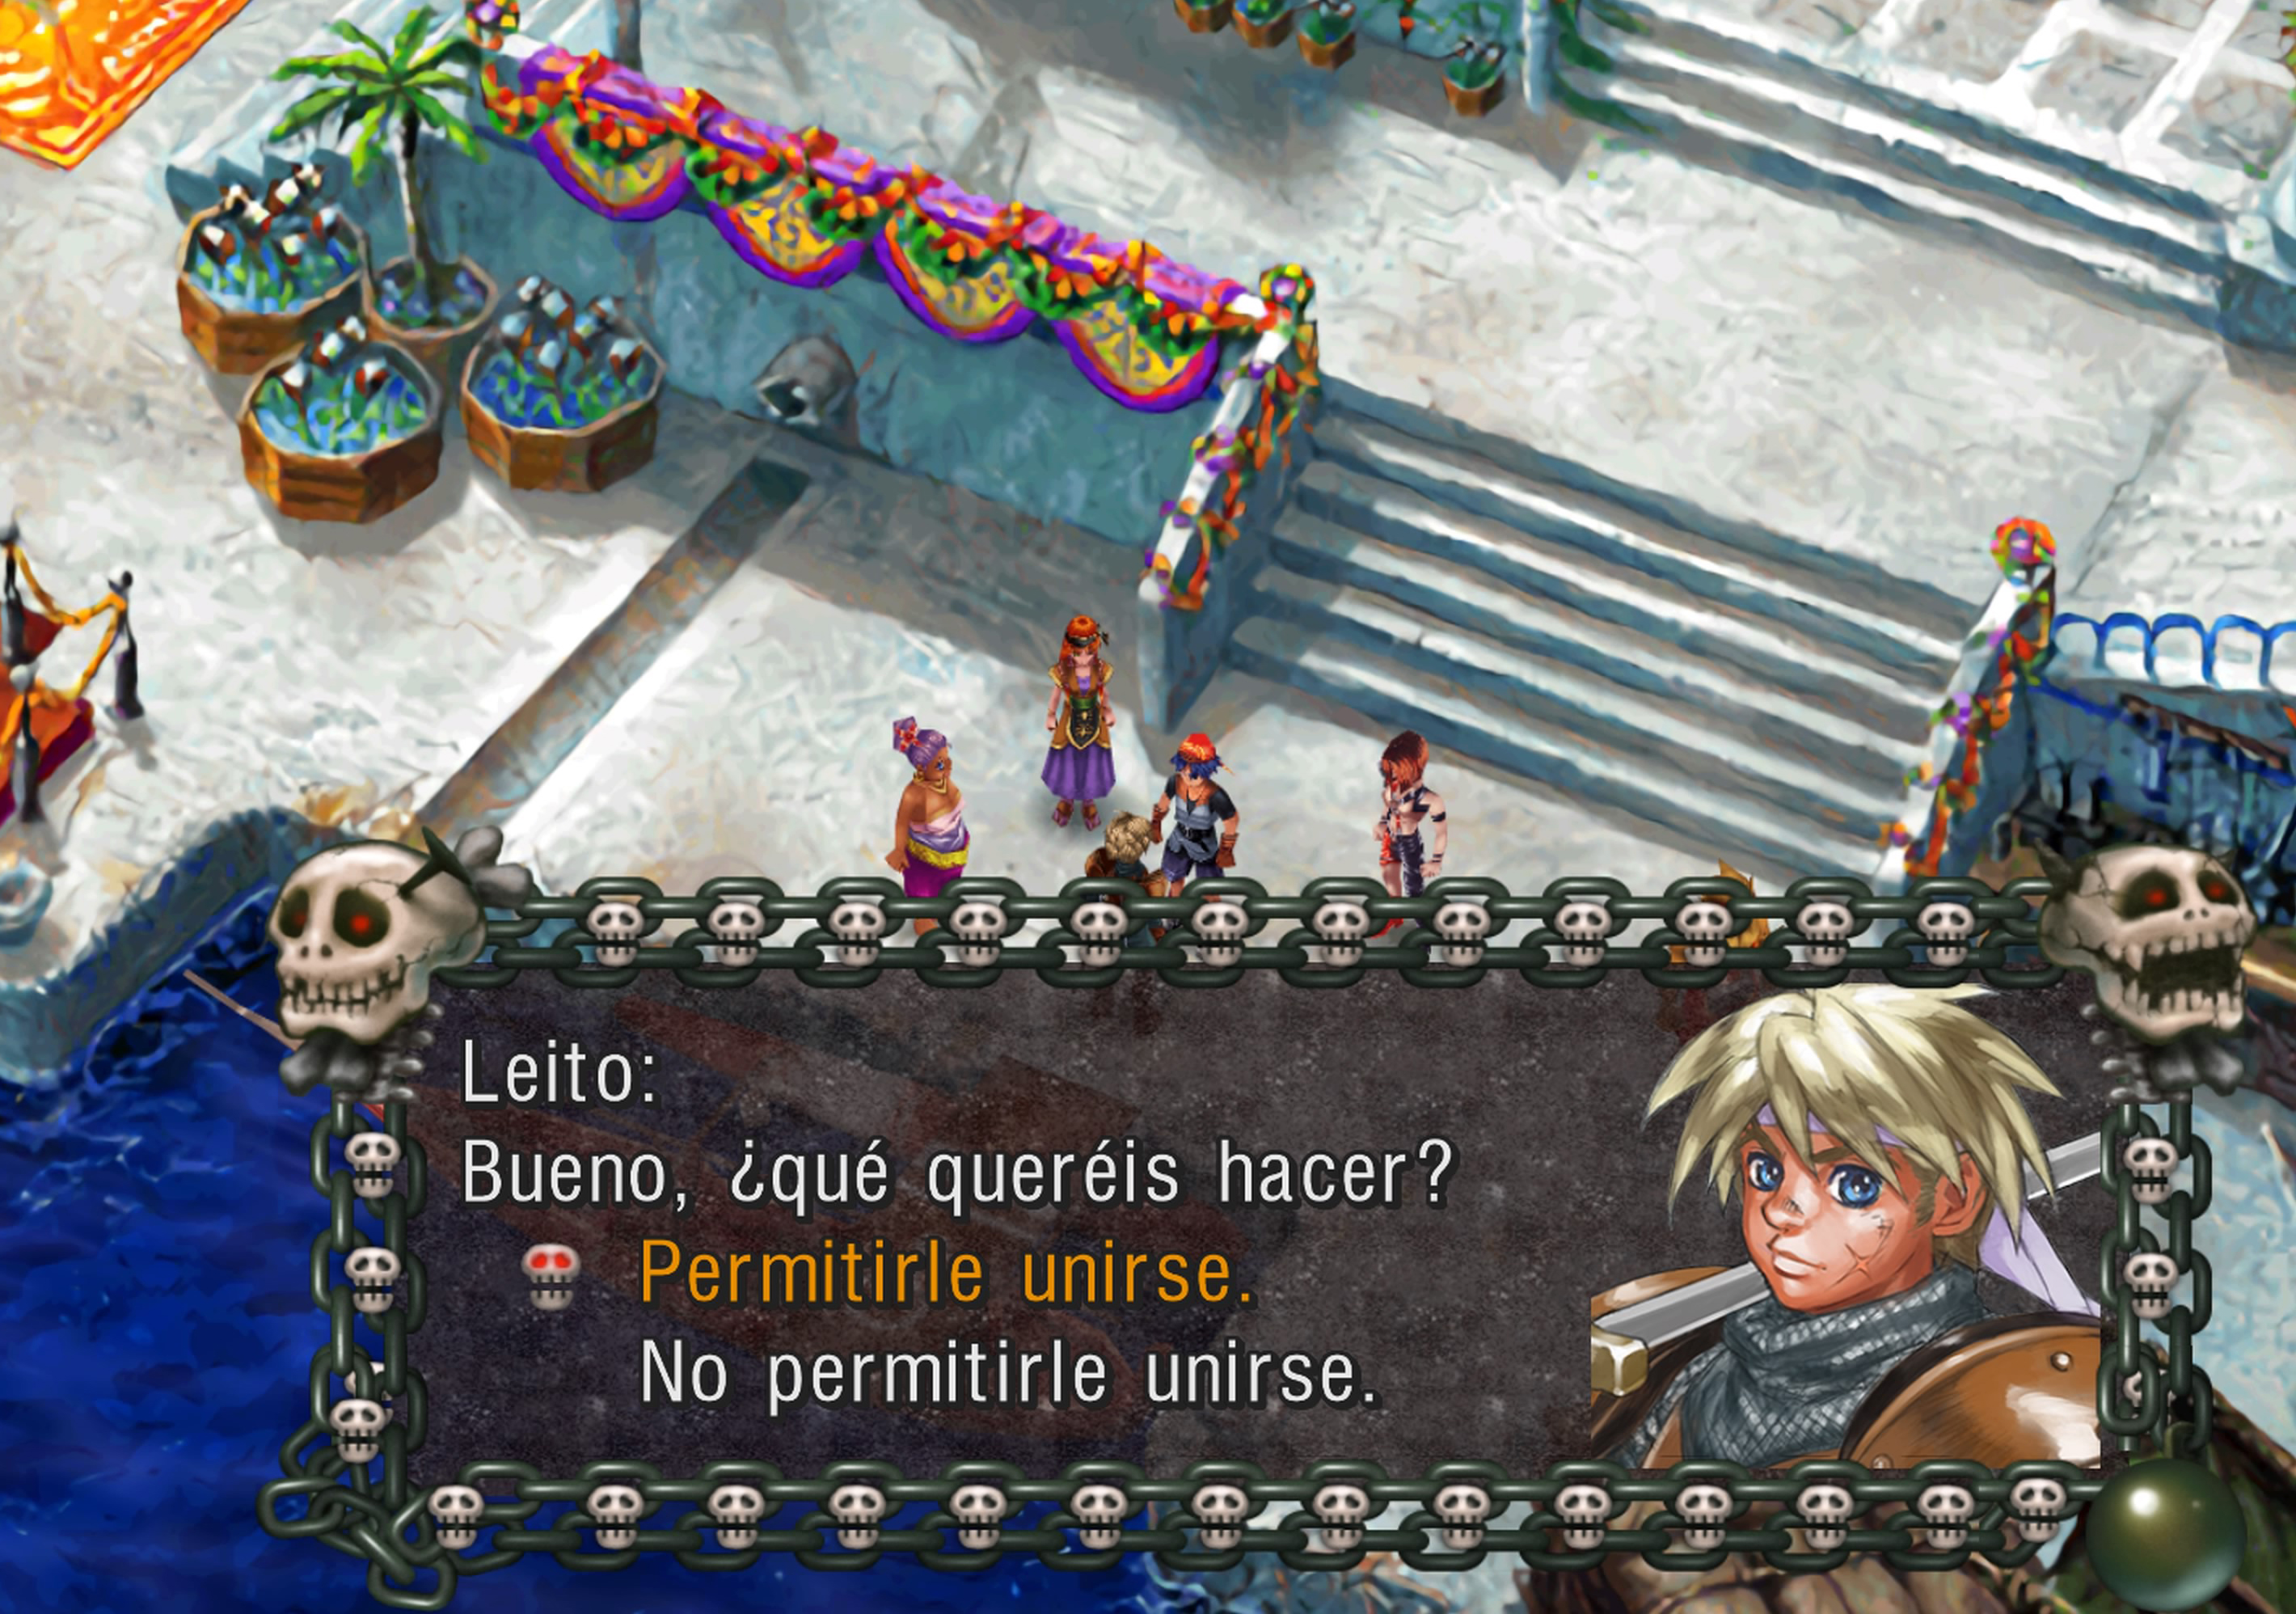 Leito:
Bueno, ¿qué queréis hacer?
Permitirle unirse.
No permitirle unirse.